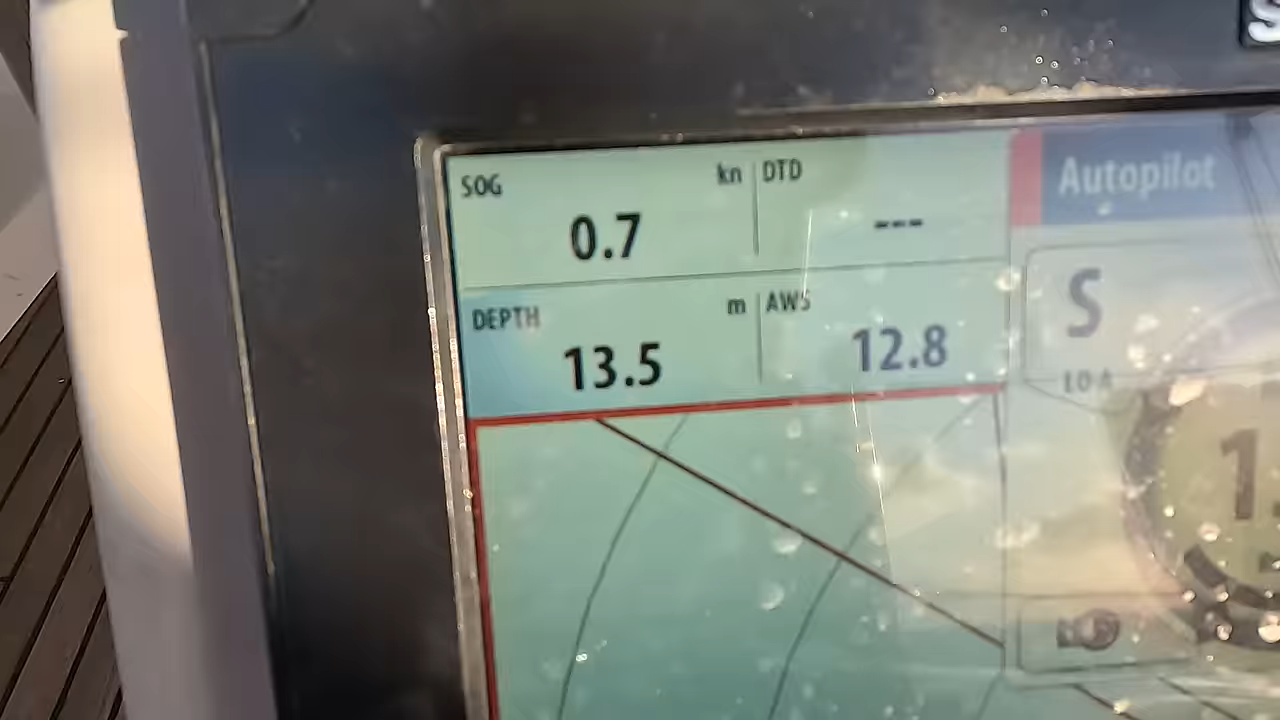 S
SOG kn DTD
0.7 ---
DEPTH m AWS
13.5 12.8
Autopilot
S